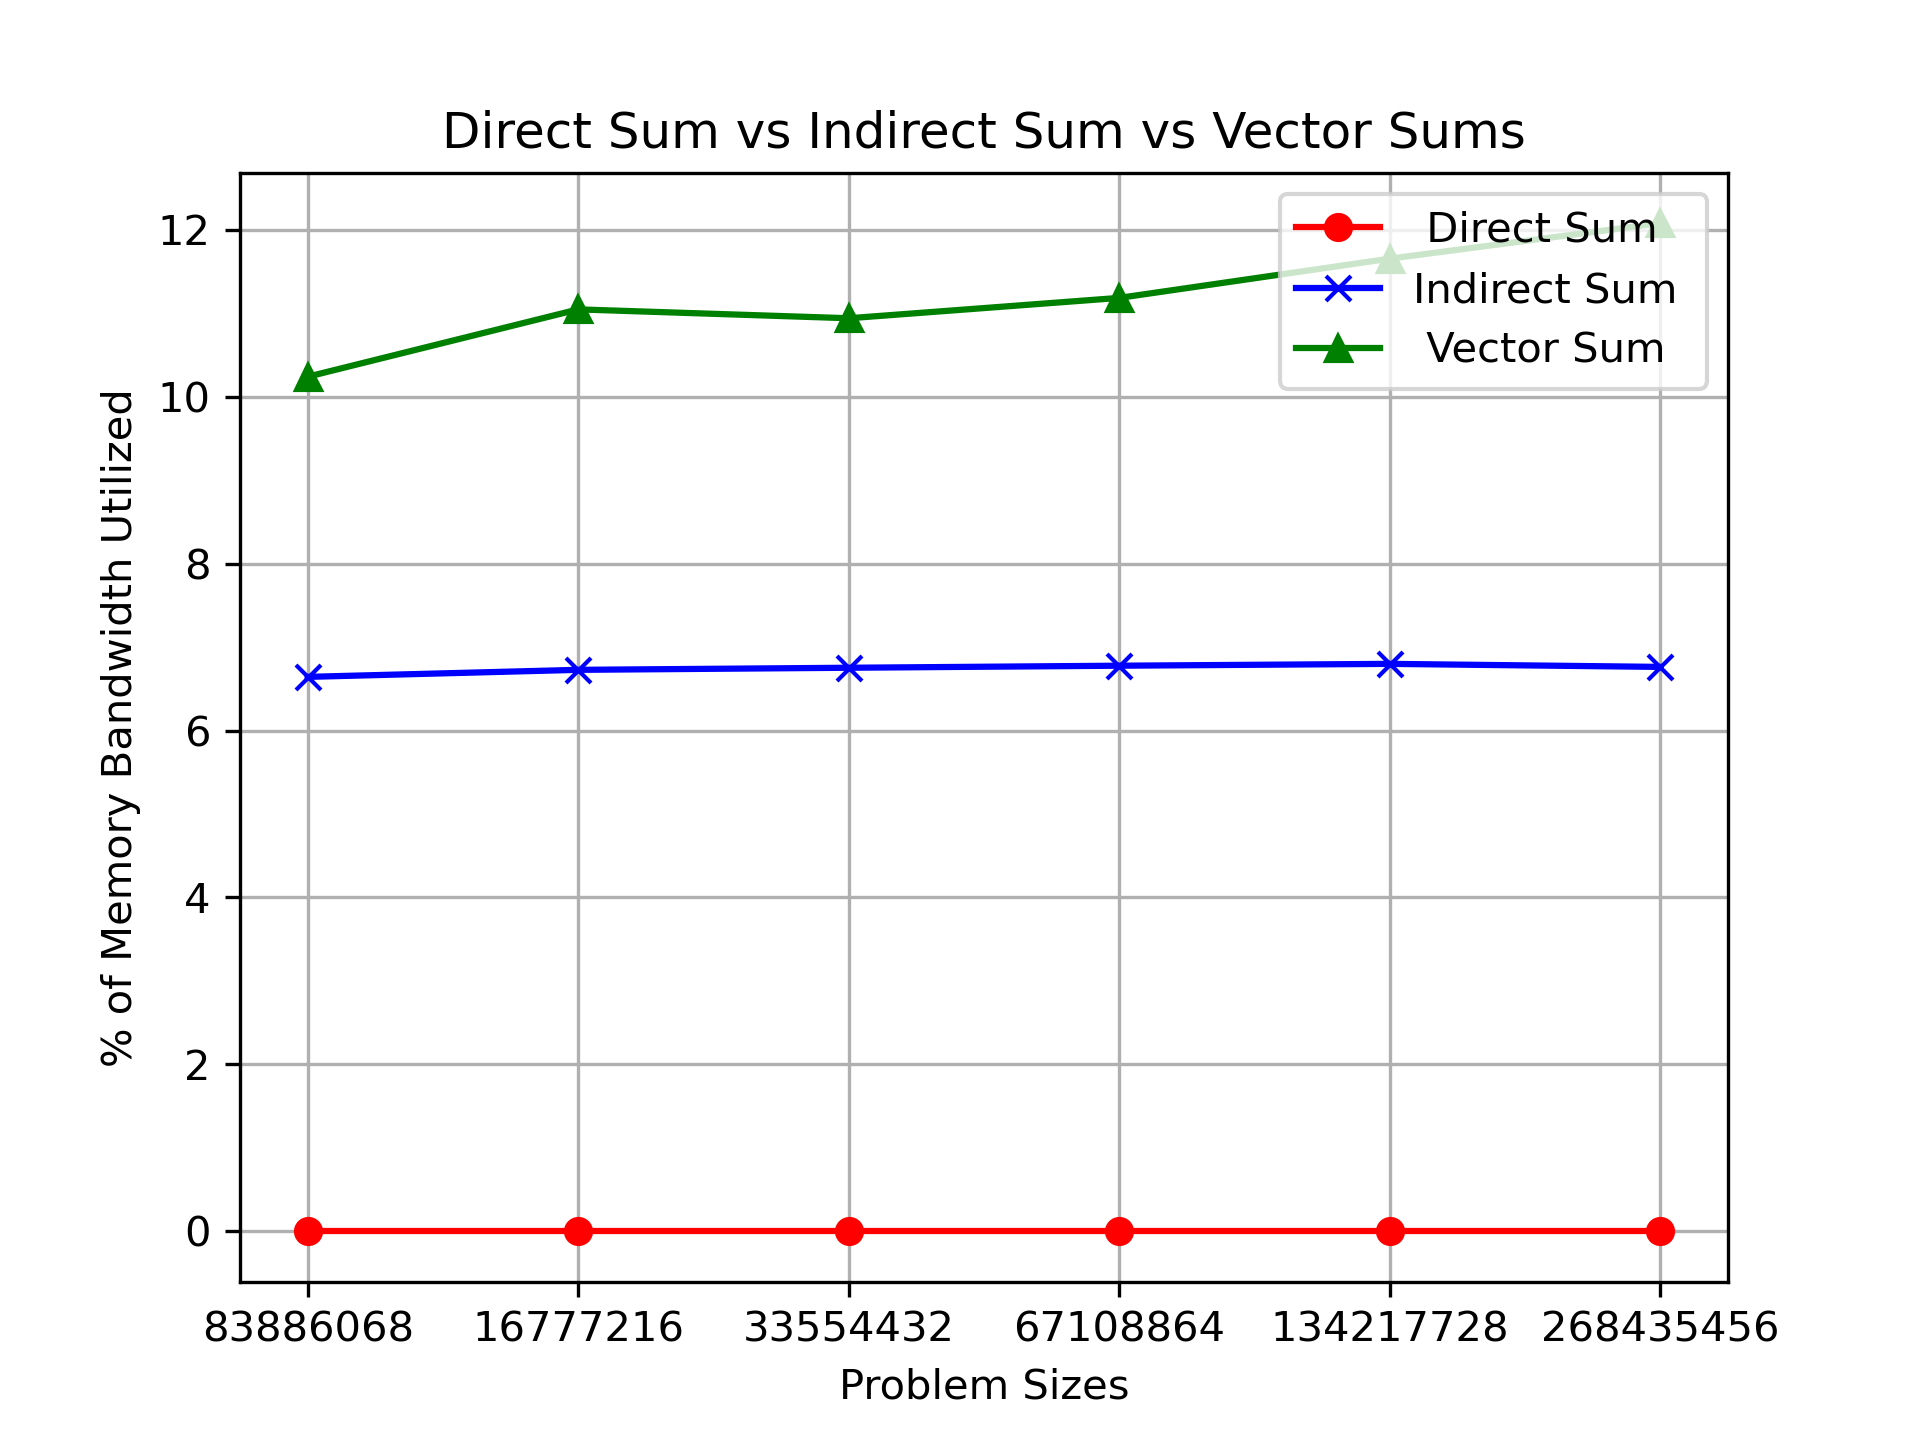 Direct Sum vs Indirect Sum vs Vector Sums
Direct Sum
Indirect Sum
Vector Sum
% of Memory Bandwidth Utilized
12
10
8
6
4
2
0
83886068 16777216 33554432 67108864 134217728 268435456
Problem Sizes